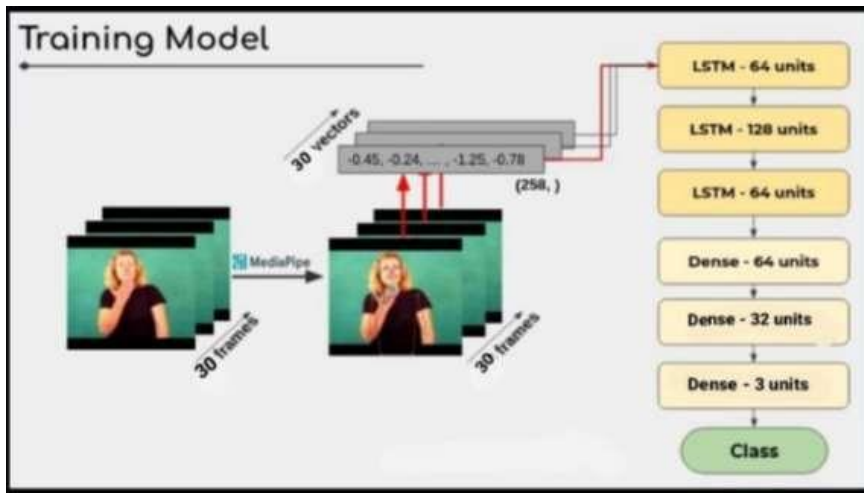 Training Model
30 vectors
-0.45, -0.24, ... , -1.25, -0.78
(258, )
MediaPipe
30 frames
30 frames
LSTM - 64 units
LSTM - 128 units
LSTM - 64 units
Dense - 64 units
Dense - 32 units
Dense - 3 units
Class